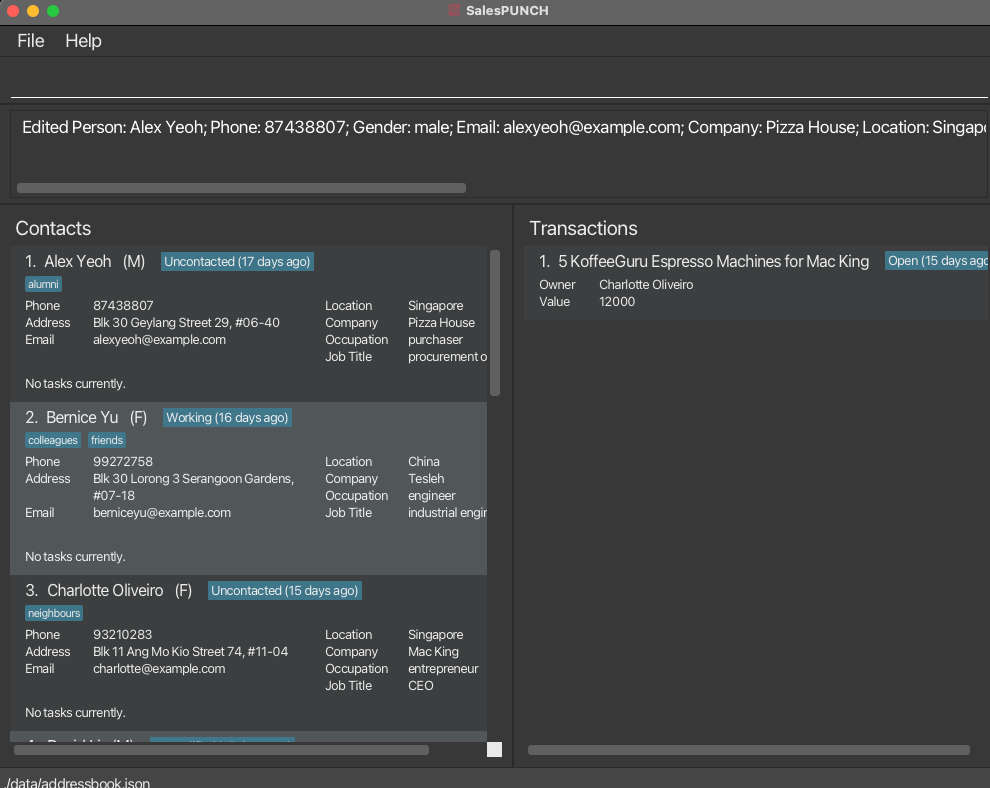 SalesPUNCH
File Help
Edited Person: Alex Yeoh; Phone: 87438807; Gender: male; Email: alexyeoh@example.com; Company: Pizza House; Location:
Contacts
1. Alex Yeoh (M) Uncontacted (17 days ago)
alumni
Phone 87438807 Location Singapore
Address Blk 30 Geylang Street 29, #06-40 Company Pizza House
Email alexyeoh@example.com Occupation purchaser
Job Title procurement
No tasks currently.
2. Bernice Yu (F) Working (16 days ago)
colleagues friends
Phone 99272758 Location China
Address Blk 30 Lorong 3 Serangoon Gardens, Company Tesleh
#07-18 Occupation engineer
Email berniceyu@example.com Job Title industrial
No tasks currently.
3. Charlotte Oliveiro (F) Uncontacted (15 days ago)
neighbours
Phone 93210283 Location Singapore
Address Blk 11 Ang Mo Kio Street 74, #11-04 Company Mac King
Email charlotte@example.com Occupation entrepreneur
Job Title CEO
No tasks currently.
Transactions
1. 5 KoffeeGuru Espresso Machines for Mac King Open (15 days ago
Owner Charlotte Oliveiro
Value 12000
./data/addressbook.json